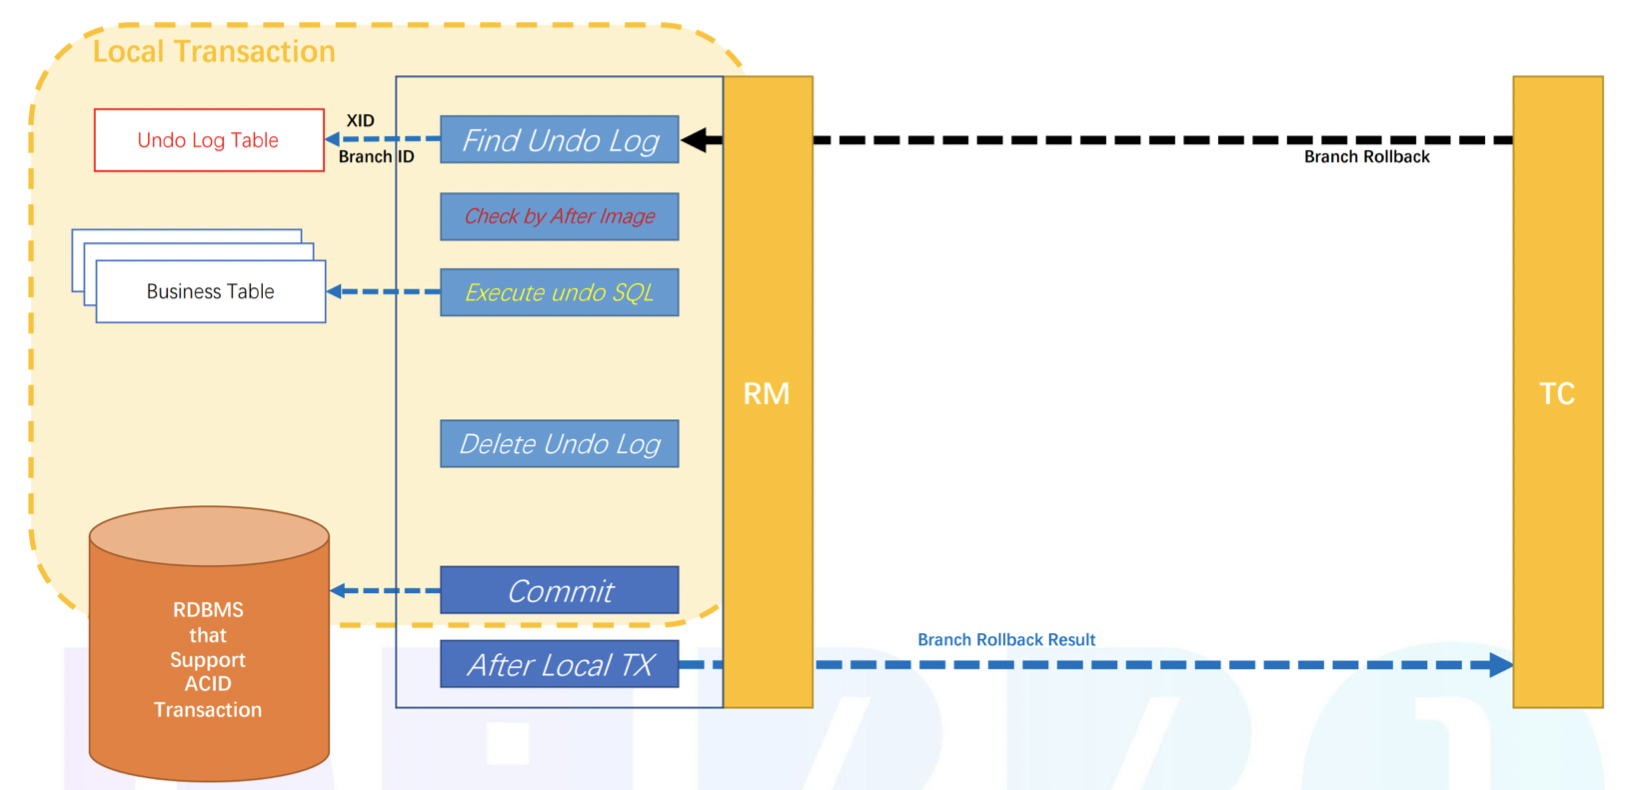 Local Transaction
Undo Log Table
XID
Branch ID
Find Undo Log
Branch Rollback
Check by After Image
Business Table
Execute undo SQL
RM
TC
Delete Undo Log
Commit
RDBMS
that
Support
ACID
Transaction
After Local TX
Branch Rollback Result